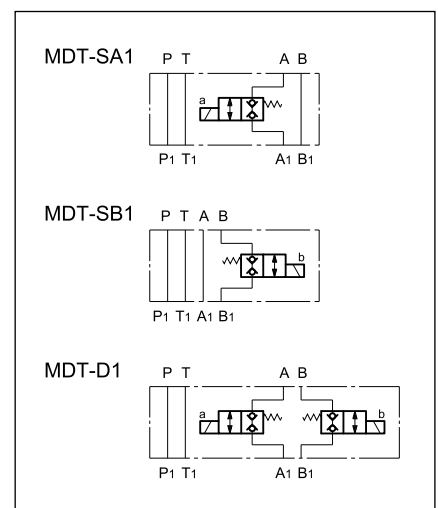 MDT-SA1
P T A B
a
P1 T1 A1 B1
MDT-SB1
P T A B
b
P1 T1 A1 B1
MDT-D1
P T A B
a b
P1 T1 A1 B1